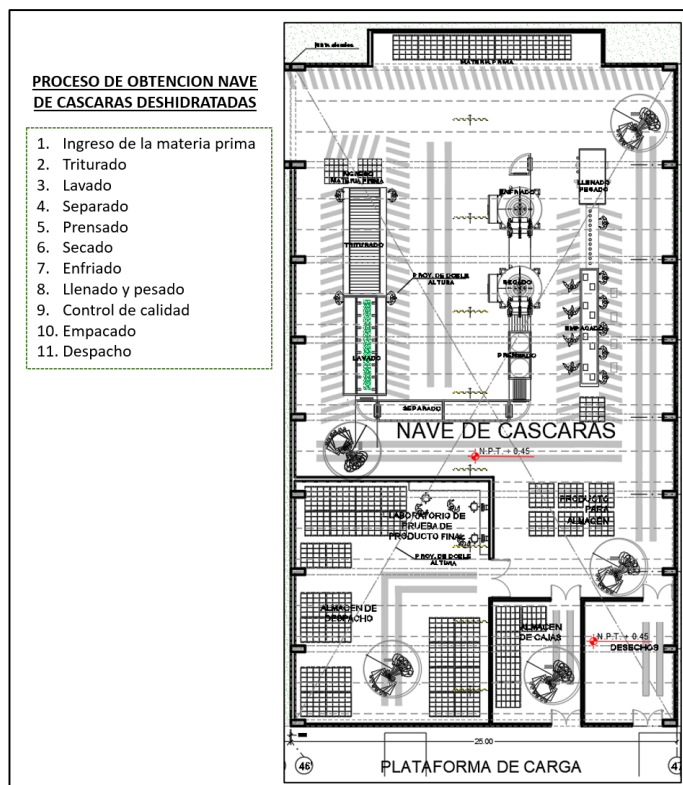 PROCESO DE OBTENCION NAVE
DE CASCARAS DESHIDRATADAS
1. Ingreso de la materia prima
2. Triturado
3. Lavado
4. Separado
5. Prensado
6. Secado
7. Enfriado
8. Llenado y pesado
9. Control de calidad
10. Empacado
11. Despacho
MATERIA PRIMA
INGRESO
MATERIA PRIMA
ENFRIADO
LLENADO
PESADO
TRITURADO
PROY. DE DOBLE
ALTURA
SECADO
EMPACADO
LAVADO
PRENSADO
SEPARADO
NAVE DE CASCARAS
N.P.T. + 0.45
LABORATORIO DE
PRUEBA DE
PRODUCTO FINAL
PRODUCTO
PARA
ALMACEN
PROY. DE DOBLE
ALTURA
ALMACEN DE
DESPACHO
ALMACEN
DE CAJAS
N.P.T. + 0.45
DESECHOS
25.00
46
PLATAFORMA DE CARGA
47